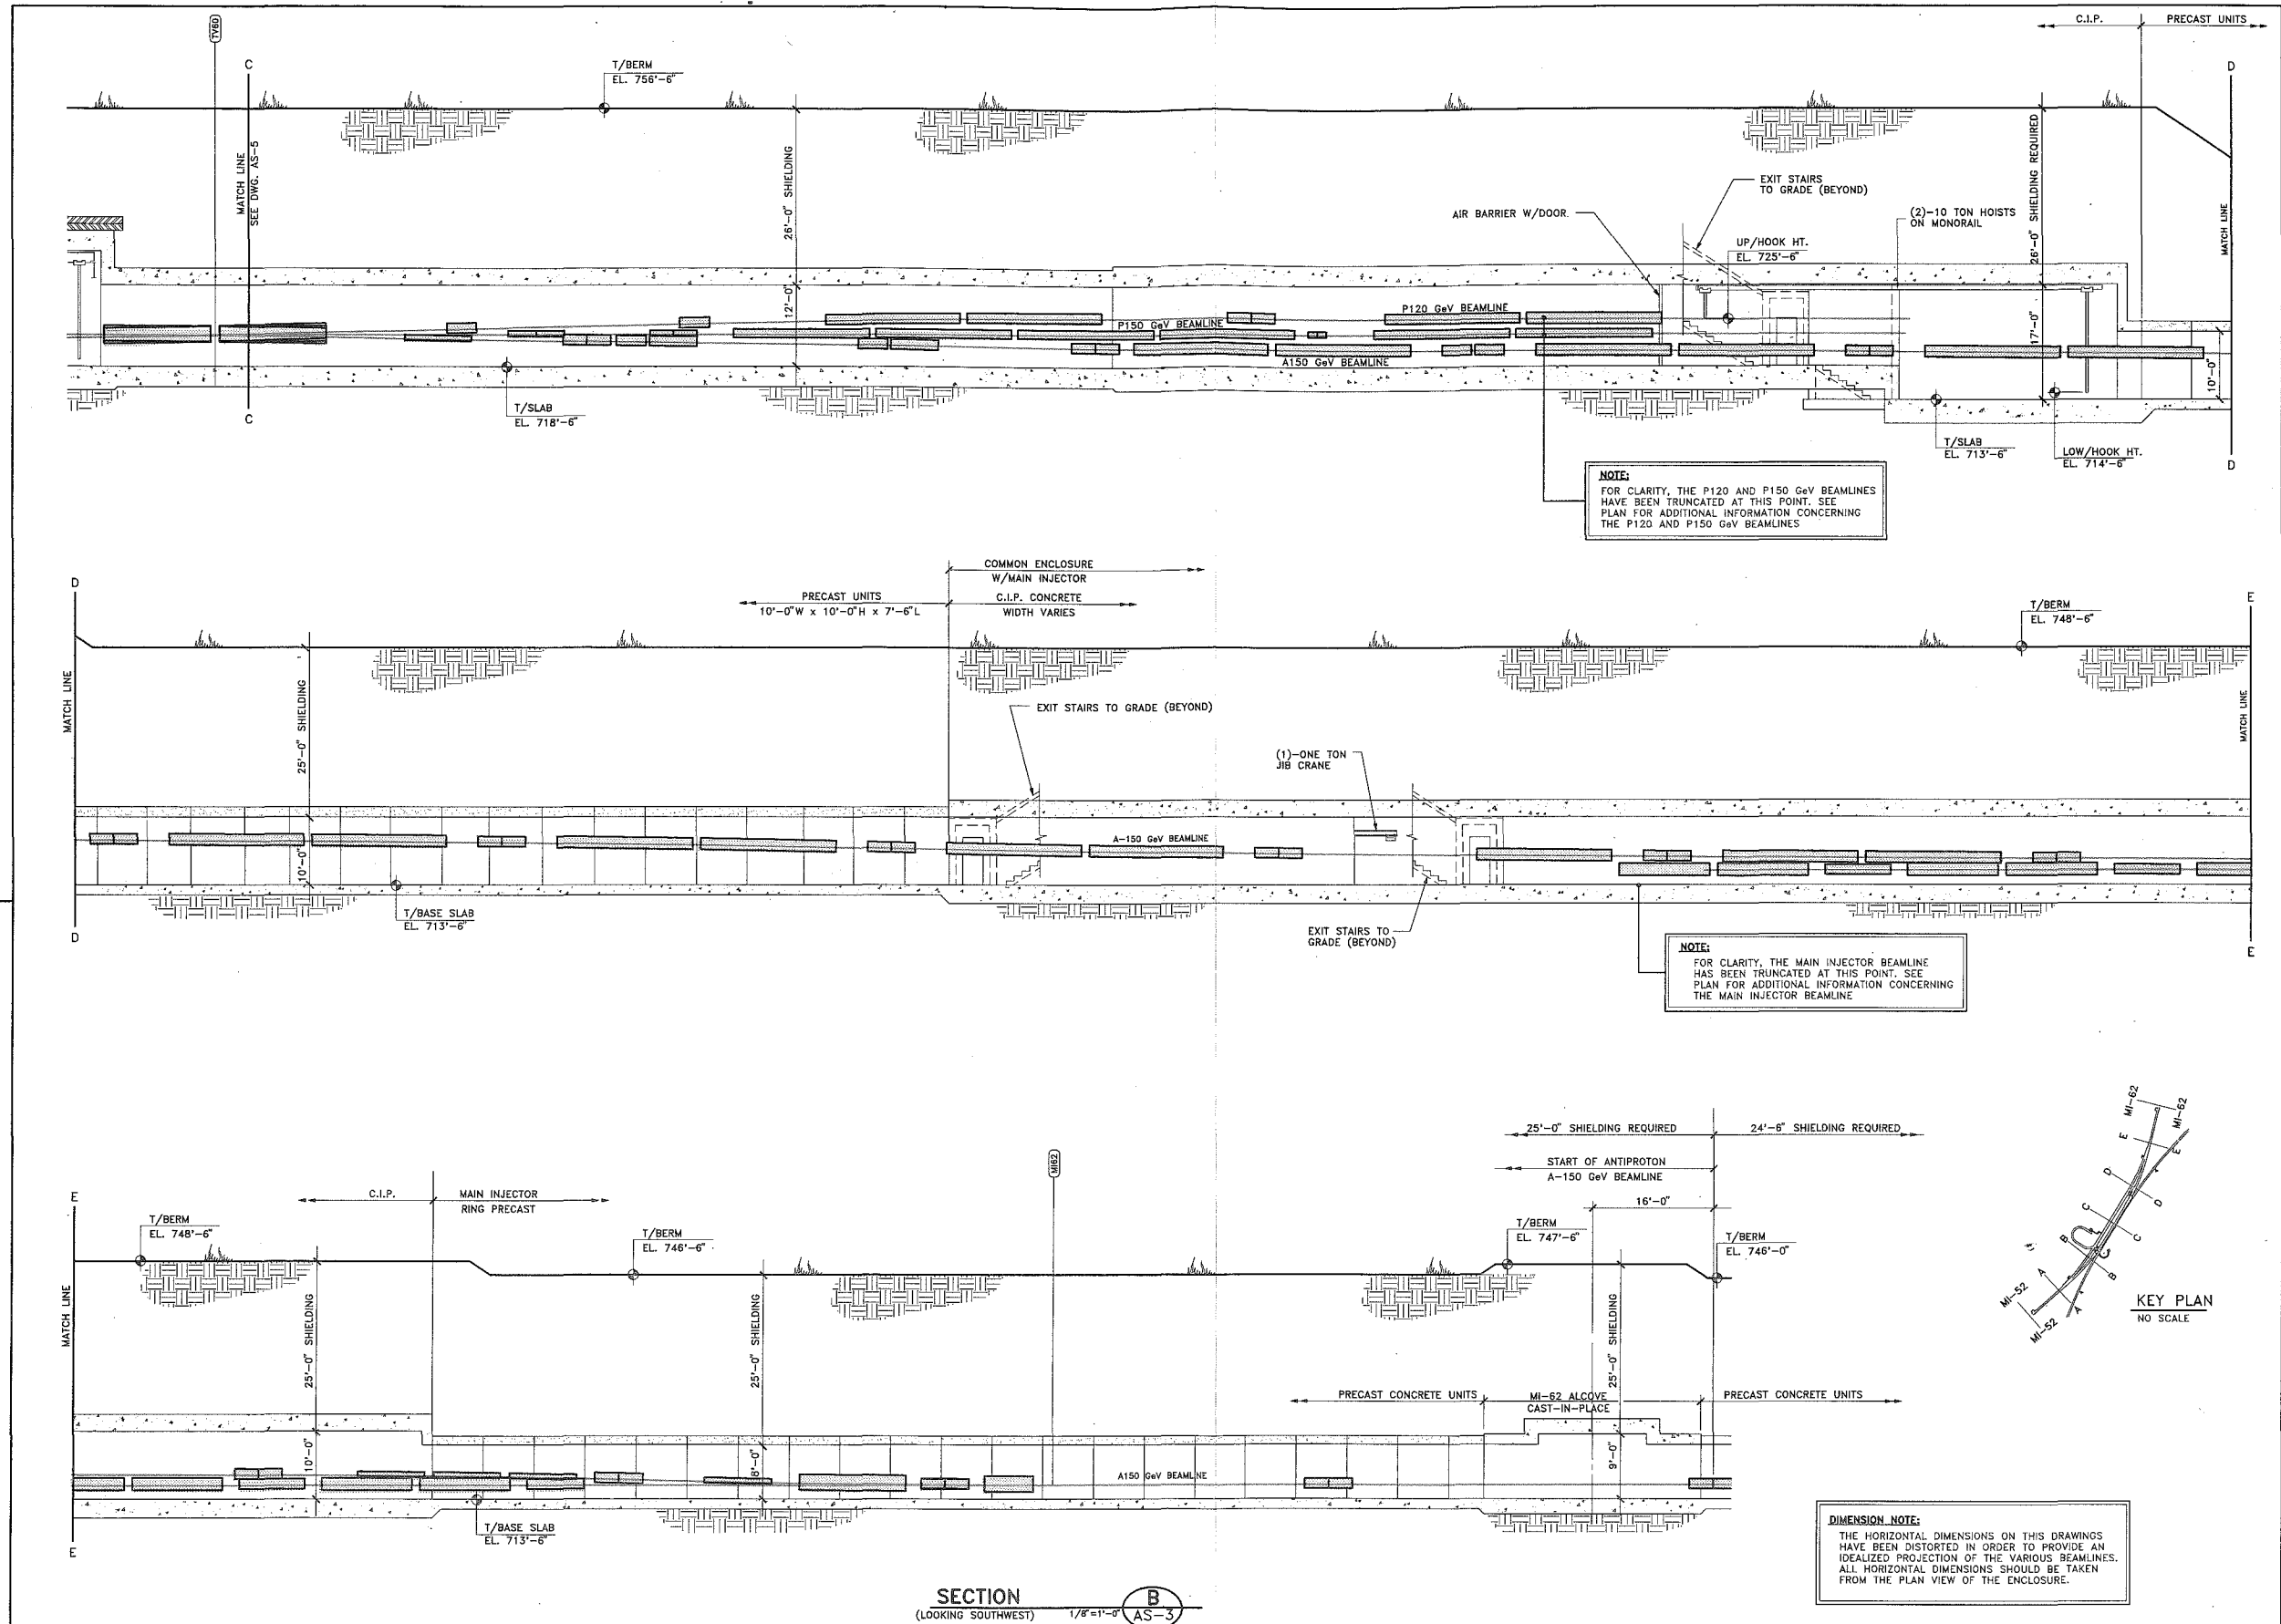 TV60
C.I.P.
PRECAST UNITS
C
D
T/BERM
EL. 756'-6"
MATCH LINE
SEE DWG. AS-5
26'-0" SHIELDING
26'-0" SHIELDING REQUIRED
EXIT STAIRS
TO GRADE (BEYOND)
AIR BARRIER W/DOOR.
(2)-10 TON HOISTS
ON MONORAIL
UP/HOOK HT.
EL. 725'-6"
MATCH LINE
12'-0"
P120 GeV BEAMLINE
P150 GeV BEAMLINE
A150 GeV BEAMLINE
17'-0"
10'-0"
T/SLAB
EL. 718'-6"
C
T/SLAB
EL. 713'-6"
LOW/HOOK HT.
EL. 714'-6"
D
NOTE:
FOR CLARITY, THE P120 AND P150 GeV BEAMLINES
HAVE BEEN TRUNCATED AT THIS POINT. SEE
PLAN FOR ADDITIONAL INFORMATION CONCERNING
THE P120 AND P150 GeV BEAMLINES
D
COMMON ENCLOSURE
W/MAIN INJECTOR
PRECAST UNITS
10'-0"W x 10'-0"H x 7'-6"L
C.I.P. CONCRETE
WIDTH VARIES
T/BERM
EL. 748'-6"
E
MATCH LINE
25'-0" SHIELDING
EXIT STAIRS TO GRADE (BEYOND)
(1)-ONE TON
JIB CRANE
MATCH LINE
A-150 GeV BEAMLINE
10'-0"
T/BASE SLAB
EL. 713'-6"
EXIT STAIRS TO
GRADE (BEYOND)
D
E
NOTE:
FOR CLARITY, THE MAIN INJECTOR BEAMLINE
HAS BEEN TRUNCATED AT THIS POINT. SEE
PLAN FOR ADDITIONAL INFORMATION CONCERNING
THE MAIN INJECTOR BEAMLINE
25'-0" SHIELDING REQUIRED
24'-6" SHIELDING REQUIRED
MI62
START OF ANTIPROTON
A-150 GeV BEAMLINE
E
C.I.P.
MAIN INJECTOR
RING PRECAST
16'-0"
T/BERM
EL. 748'-6"
T/BERM
EL. 746'-6"
T/BERM
EL. 747'-6"
T/BERM
EL. 746'-0"
MATCH LINE
25'-0" SHIELDING
25'-0" SHIELDING
25'-0" SHIELDING
PRECAST CONCRETE UNITS
MI-62 ALCOVE
CAST-IN-PLACE
PRECAST CONCRETE UNITS
10'-0"
8'-0"
A150 GeV BEAMLINE
9'-0"
T/BASE SLAB
EL. 713'-6"
E
MI-62
MI-62
E
E
D
D
C
C
B
B
A
A
MI-52
MI-52
KEY PLAN
NO SCALE
DIMENSION NOTE:
THE HORIZONTAL DIMENSIONS ON THIS DRAWINGS
HAVE BEEN DISTORTED IN ORDER TO PROVIDE AN
IDEALIZED PROJECTION OF THE VARIOUS BEAMLINES.
ALL HORIZONTAL DIMENSIONS SHOULD BE TAKEN
FROM THE PLAN VIEW OF THE ENCLOSURE.
SECTION
(LOOKING SOUTHWEST)
1/8"=1'-0"
B
AS-3